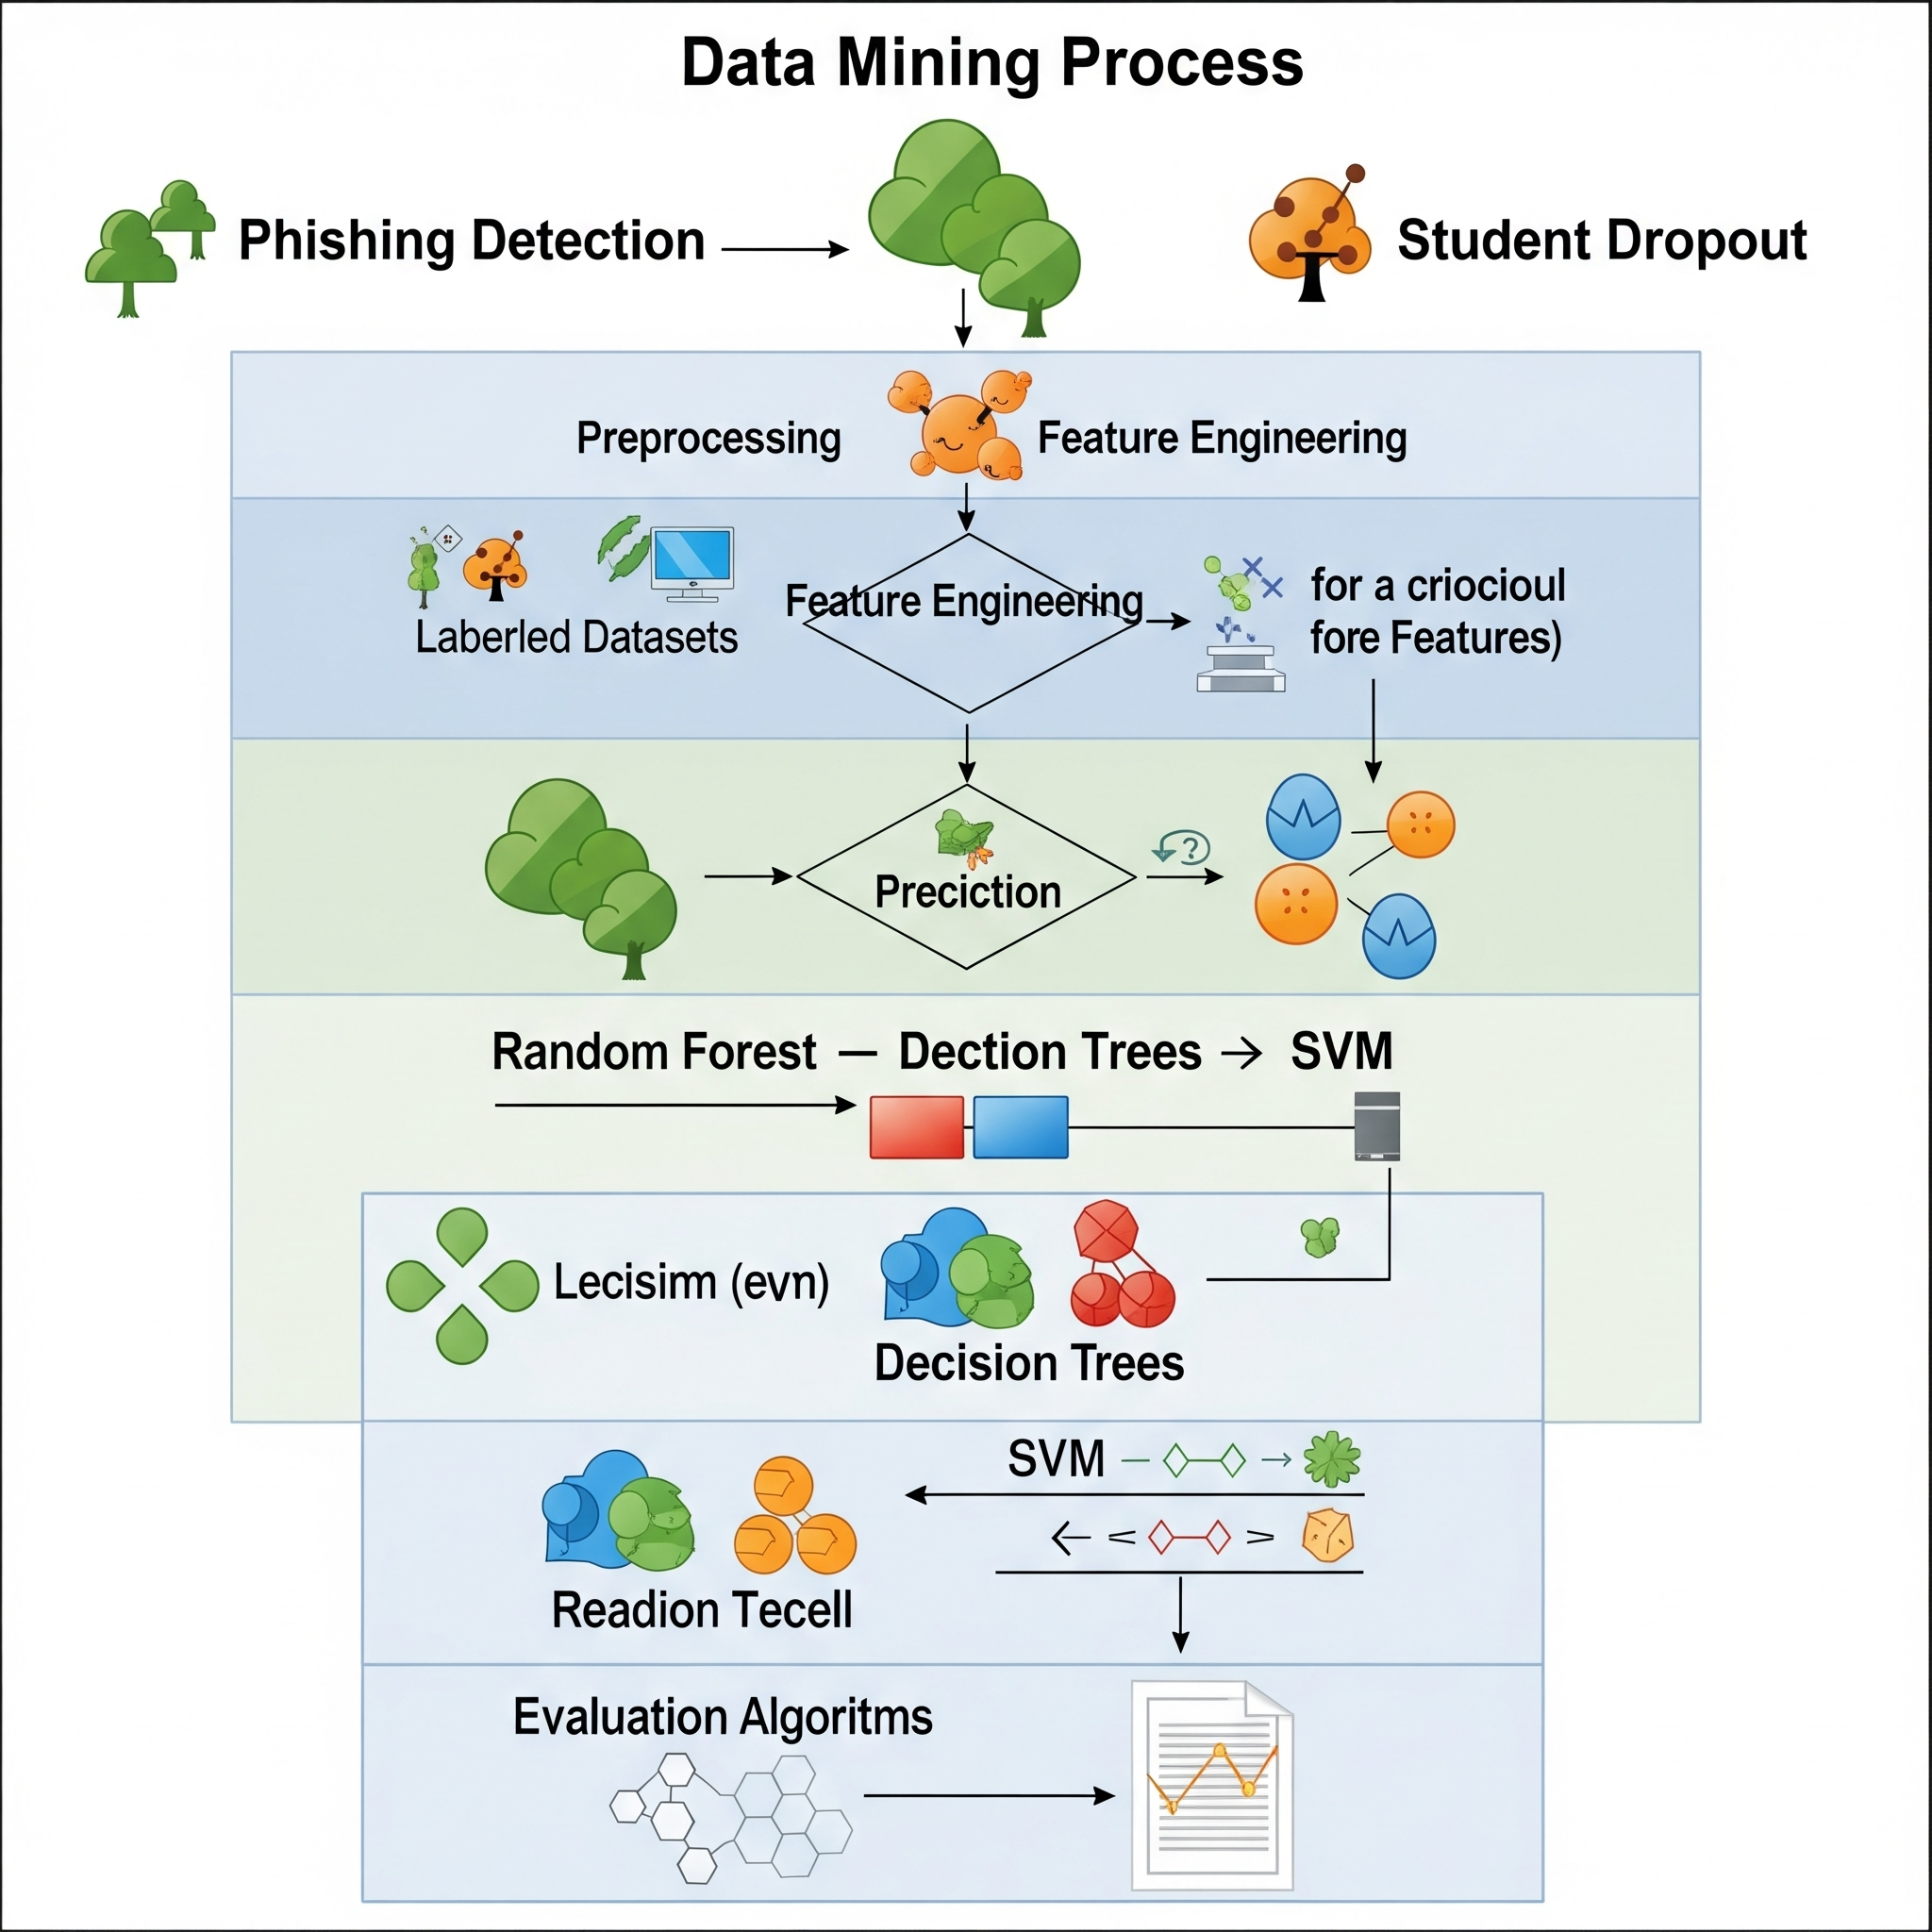 Data Mining Process
Phishing Detection
Student Dropout
Preprocessing
Feature Engineering
Laberled Datasets
Feature Engineering
for a criocioul
fore Features)
?
Preciction
Random Forest — Dection Trees → SVM
Lecisim (evn)
Decision Trees
SVM
← ≤ ≥
Readion Tecell
Evaluation Algoritms